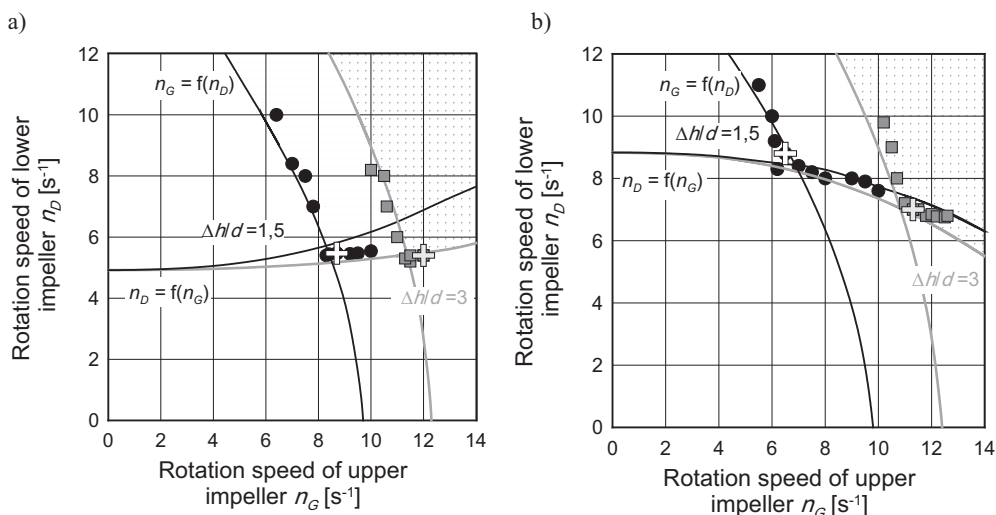 a)
12
10
8
6
4
2
0
0 2 4 6 8 10 12 14
Rotation speed of lower
impeller n_D [s⁻¹]
n_G = f(n_D)
Δh/d=1,5
n_D = f(n_G)
Δh/d=3
Rotation speed of upper
impeller n_G [s⁻¹]
b)
12
10
8
6
4
2
0
0 2 4 6 8 10 12 14
Rotation speed of lower
impeller n_D [s⁻¹]
n_G = f(n_D)
Δh/d=1,5
n_D = f(n_G)
Δh/d=3
Rotation speed of upper
impeller n_G [s⁻¹]